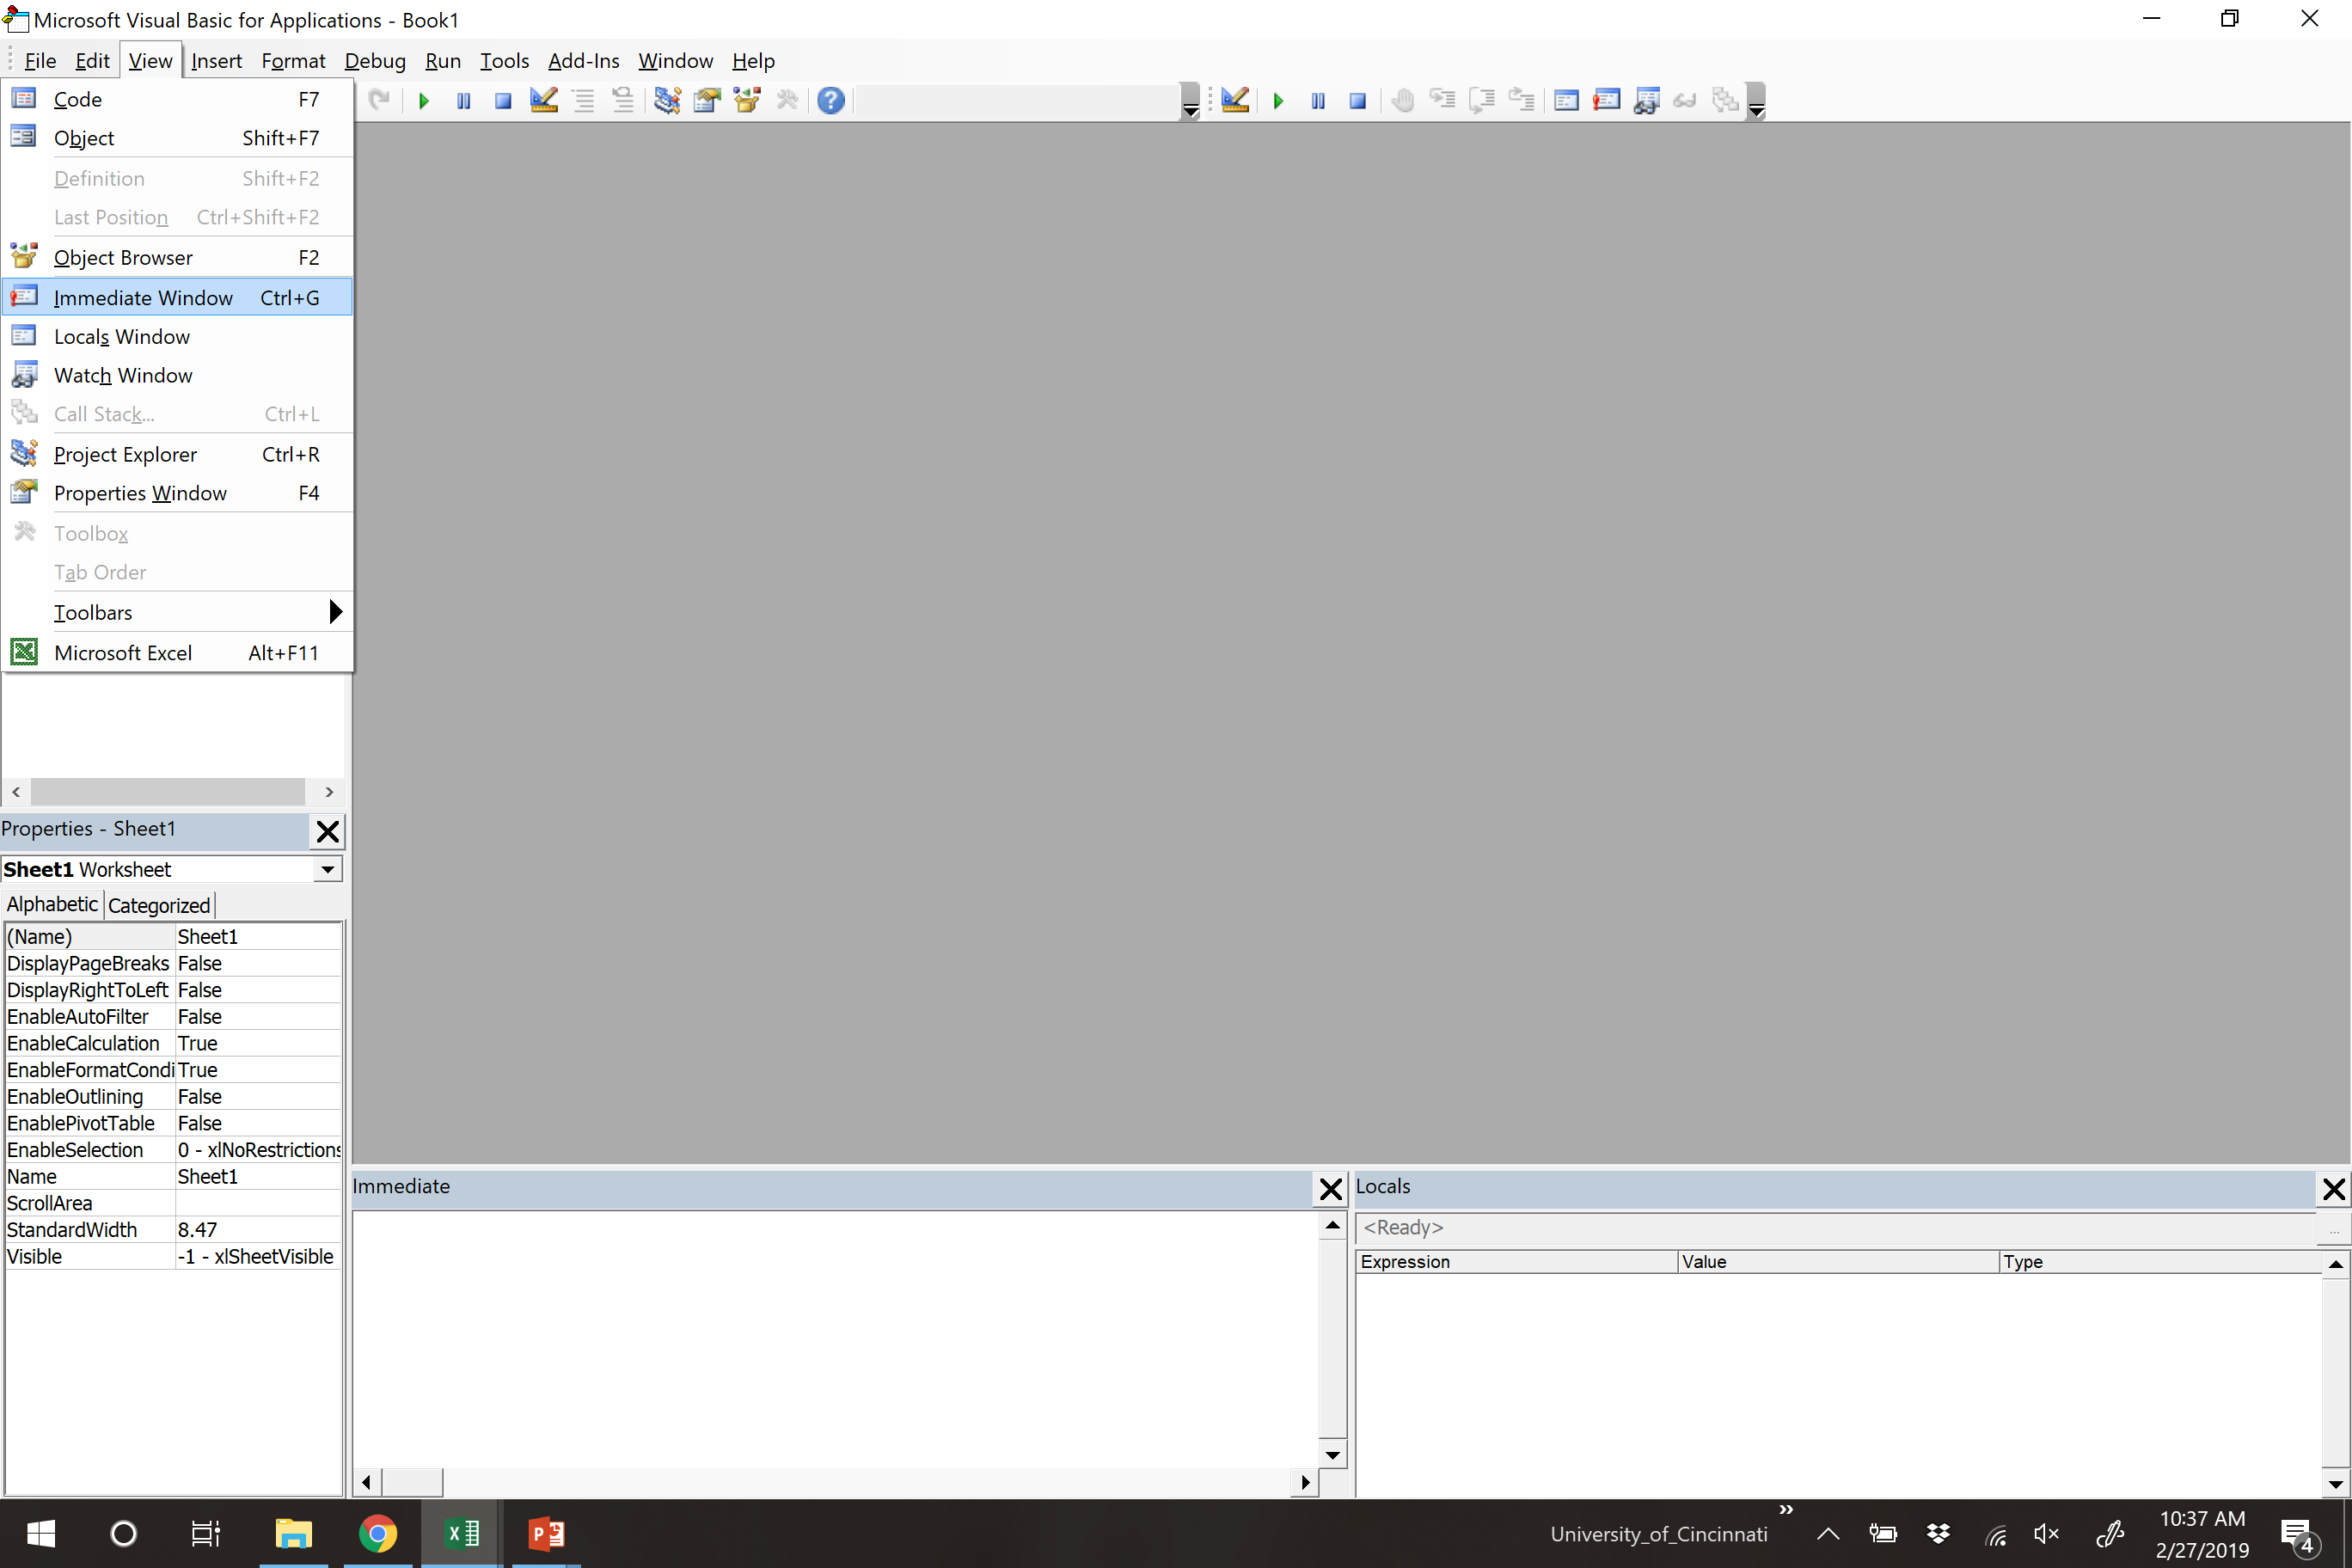 Microsoft Visual Basic for Applications - Book1
File Edit View Insert Format Debug Run Tools Add-Ins Window Help
Code F7
Object Shift+F7
Definition Shift+F2
Last Position Ctrl+Shift+F2
Object Browser F2
Immediate Window Ctrl+G
Locals Window
Watch Window
Call Stack... Ctrl+L
Project Explorer Ctrl+R
Properties Window F4
Toolbox
Tab Order
Toolbars
Microsoft Excel Alt+F11
Properties - Sheet1
Sheet1 Worksheet
Alphabetic Categorized
(Name) Sheet1
DisplayPageBreaks False
DisplayRightToLeft False
EnableAutoFilter False
EnableCalculation True
EnableFormatCondi True
EnableOutlining False
EnablePivotTable False
EnableSelection 0 - xlNoRestrictions
Name Sheet1
ScrollArea
StandardWidth 8.47
Visible -1 - xlSheetVisible
Immediate
Locals
<Ready>
...
Expression Value Type
University_of_Cincinnati
10:37 AM
2/27/2019
4